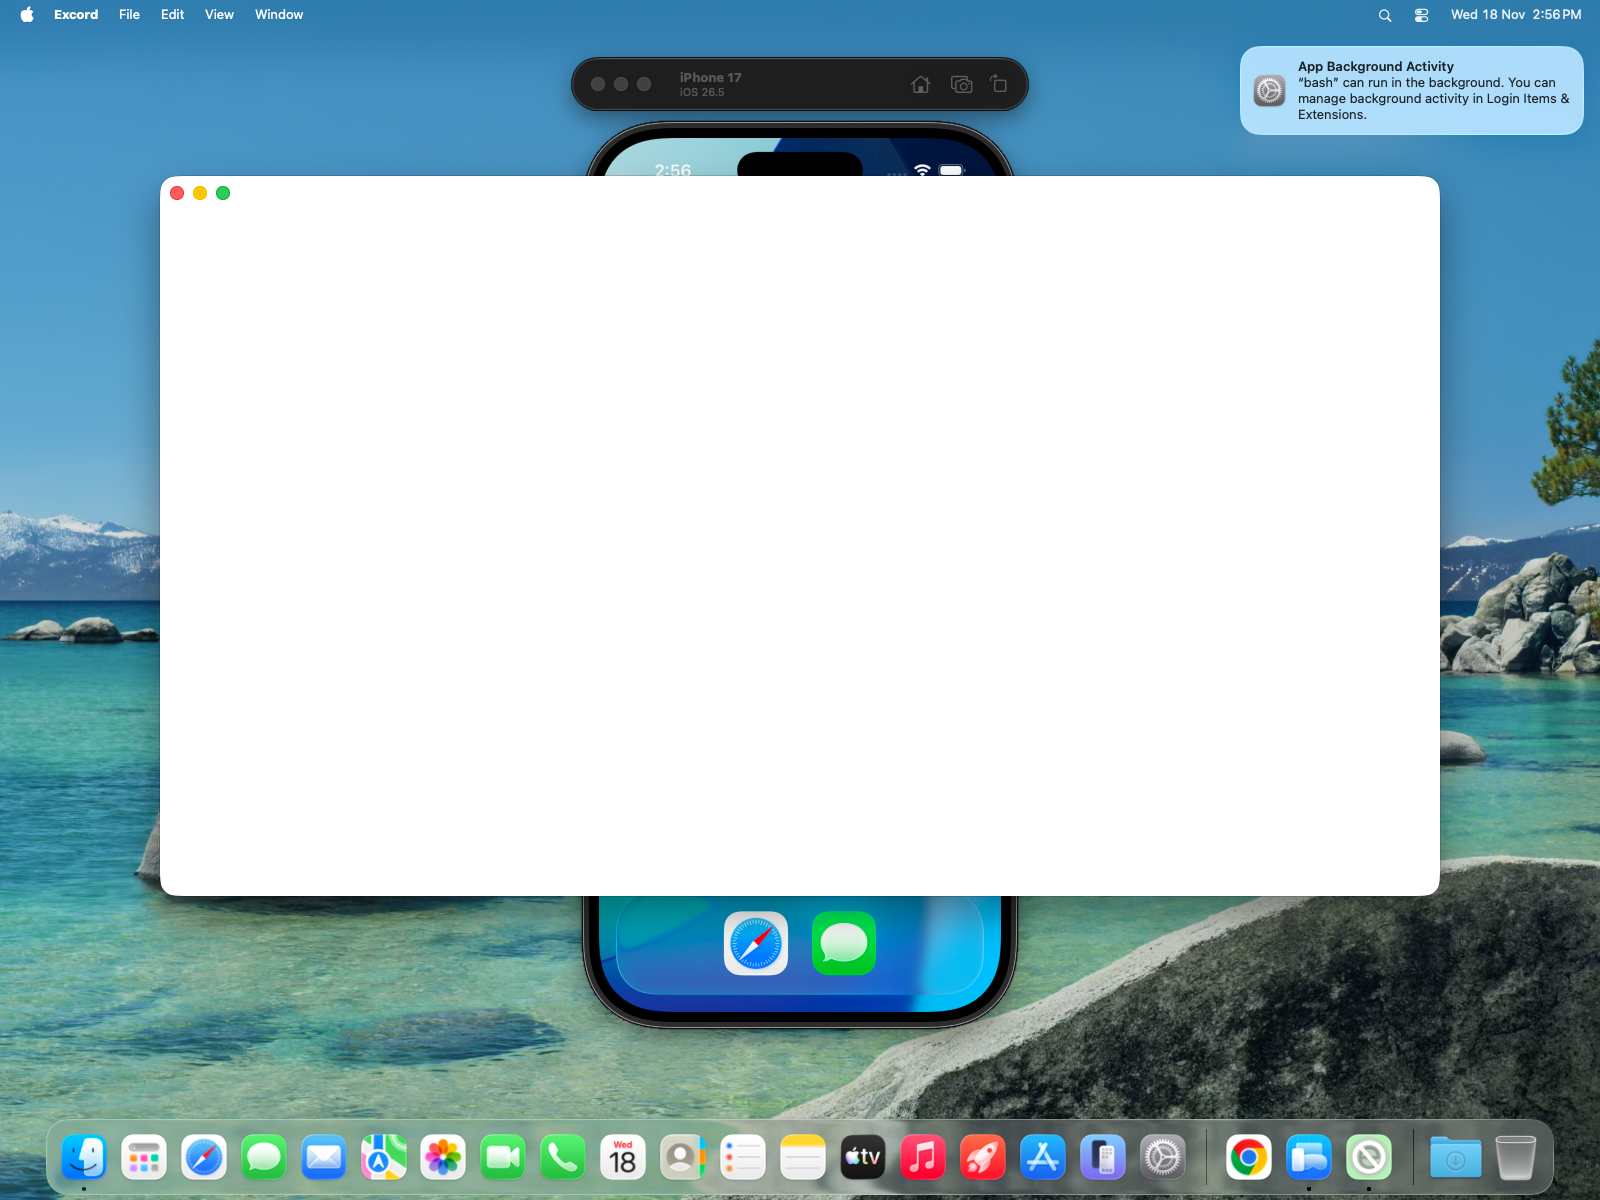 Excord File Edit View Window
Wed 18 Nov 2:56 PM
iPhone 17
iOS 26.5
App Background Activity
“bash” can run in the background. You can
manage background activity in Login Items &
Extensions.
2:56
Wed
18
tv